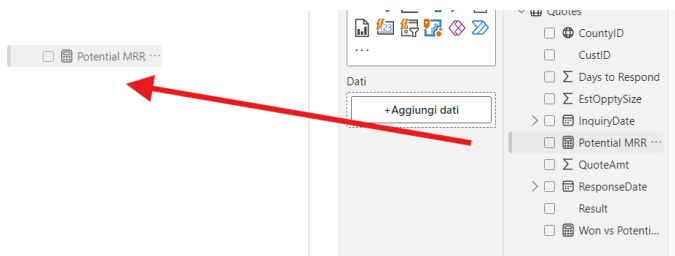 Quotes
CountyID
CustID
Days to Respond
EstOpptySize
InquiryDate
Potential MRR ...
QuoteAmt
ResponseDate
Result
Won vs Potenti...
123
...
Dati
+Aggiungi dati
Potential MRR ...